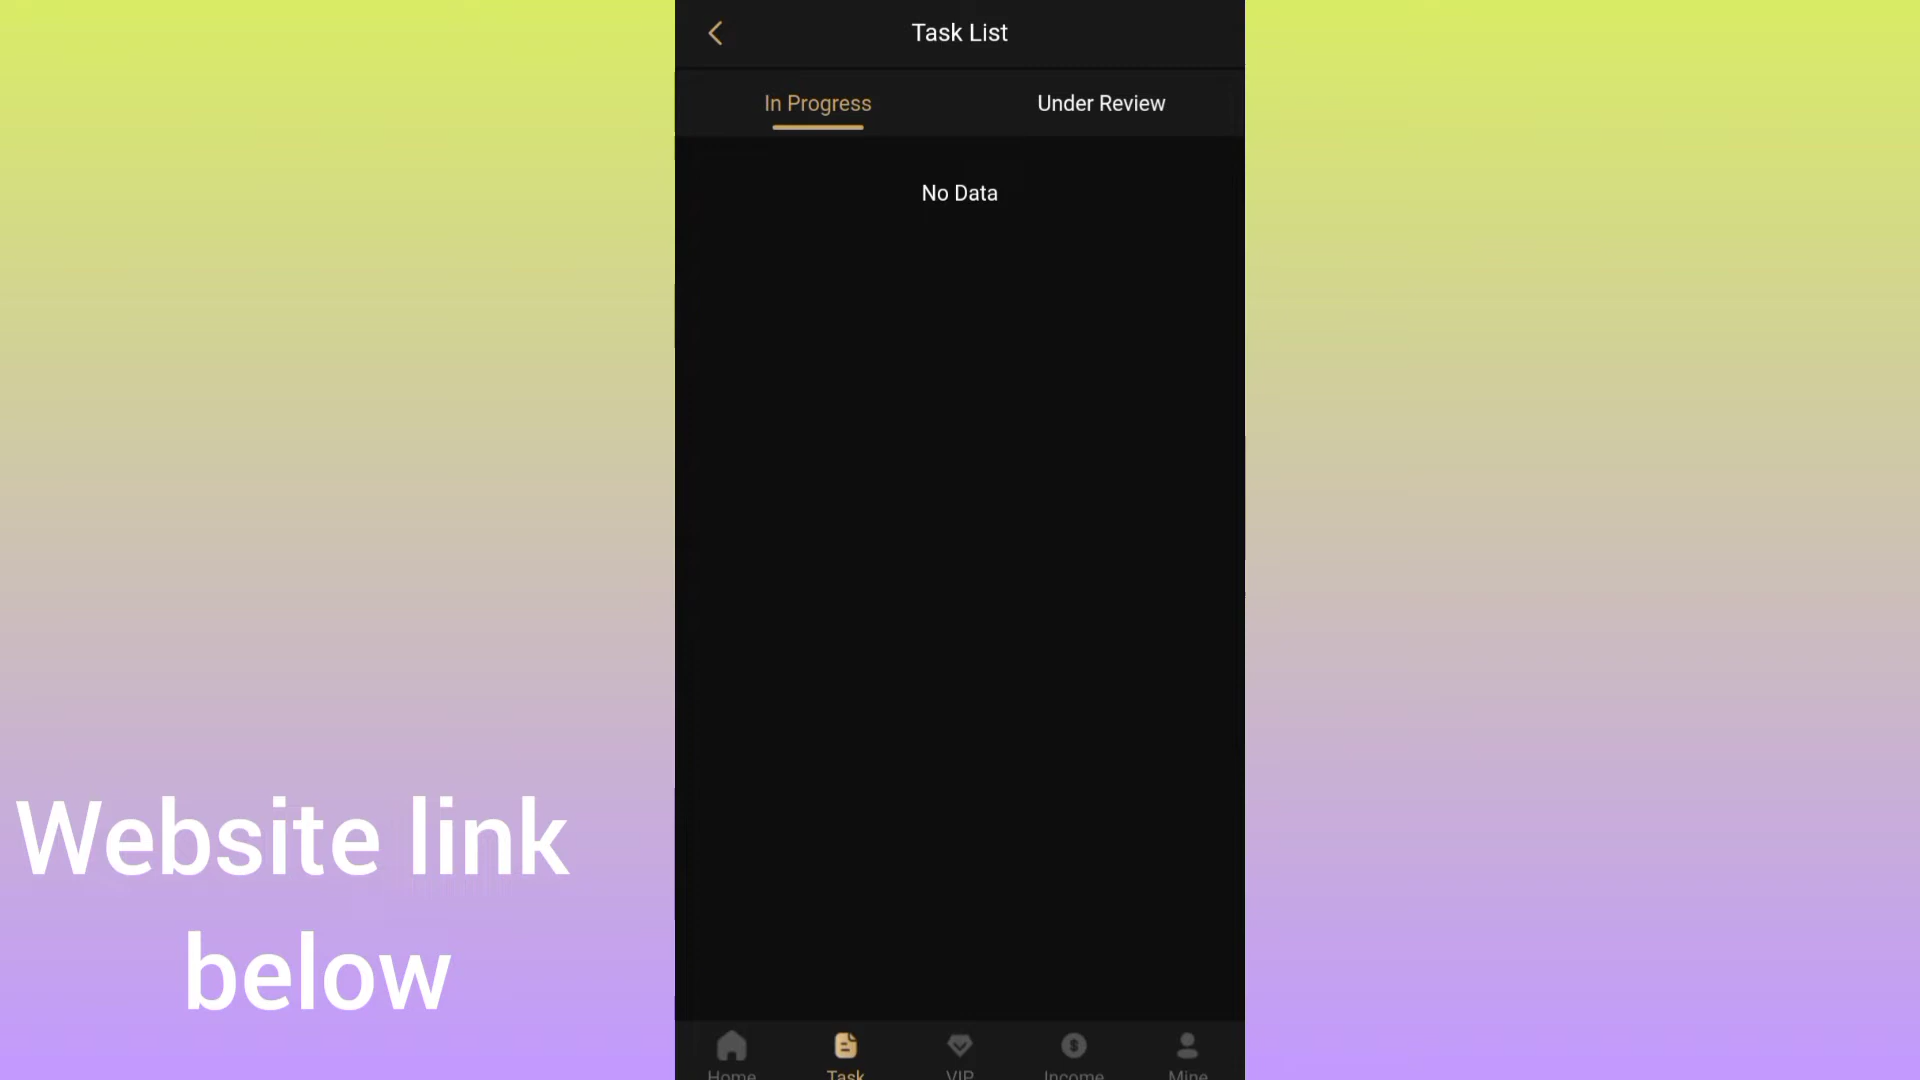 Task List
In Progress
Under Review
No Data
Website link
below
Home
Task
VIP
Income
Mine